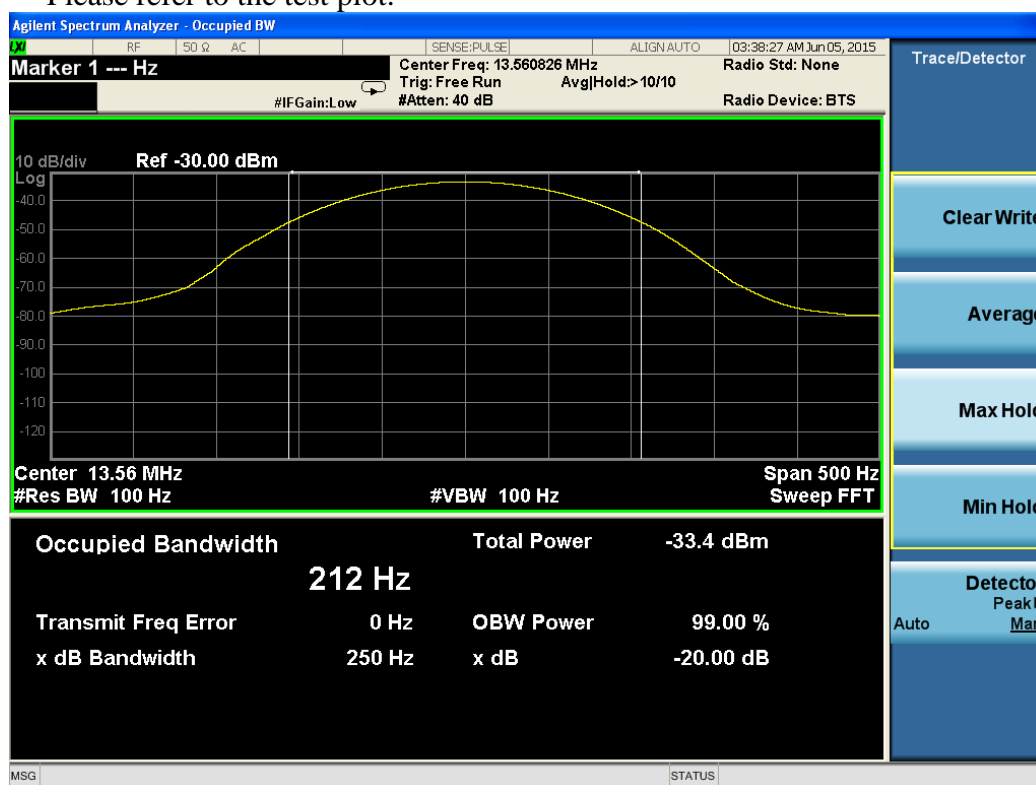 Please refer to the test plot.
Agilent Spectrum Analyzer - Occupied BW
LXI RF 50 Ω AC SENSE:PULSE ALIGN AUTO 03:38:27 AM Jun 05, 2015
Marker 1 --- Hz
Center Freq: 13.560826 MHz
Radio Std: None
Trig: Free Run Avg|Hold:>10/10
#IFGain:Low #Atten: 40 dB Radio Device: BTS
10 dB/div Ref -30.00 dBm
Log
-40.0
-50.0
-60.0
-70.0
-80.0
-90.0
-100
-110
-120
Center 13.56 MHz Span 500 Hz
#Res BW 100 Hz #VBW 100 Hz Sweep FFT
Occupied Bandwidth Total Power -33.4 dBm
212 Hz
Transmit Freq Error 0 Hz OBW Power 99.00 %
x dB Bandwidth 250 Hz x dB -20.00 dB
MSG STATUS
Trace/Detector
Clear Write
Average
Max Hold
Min Hold
Detecto
Peak
Auto Man